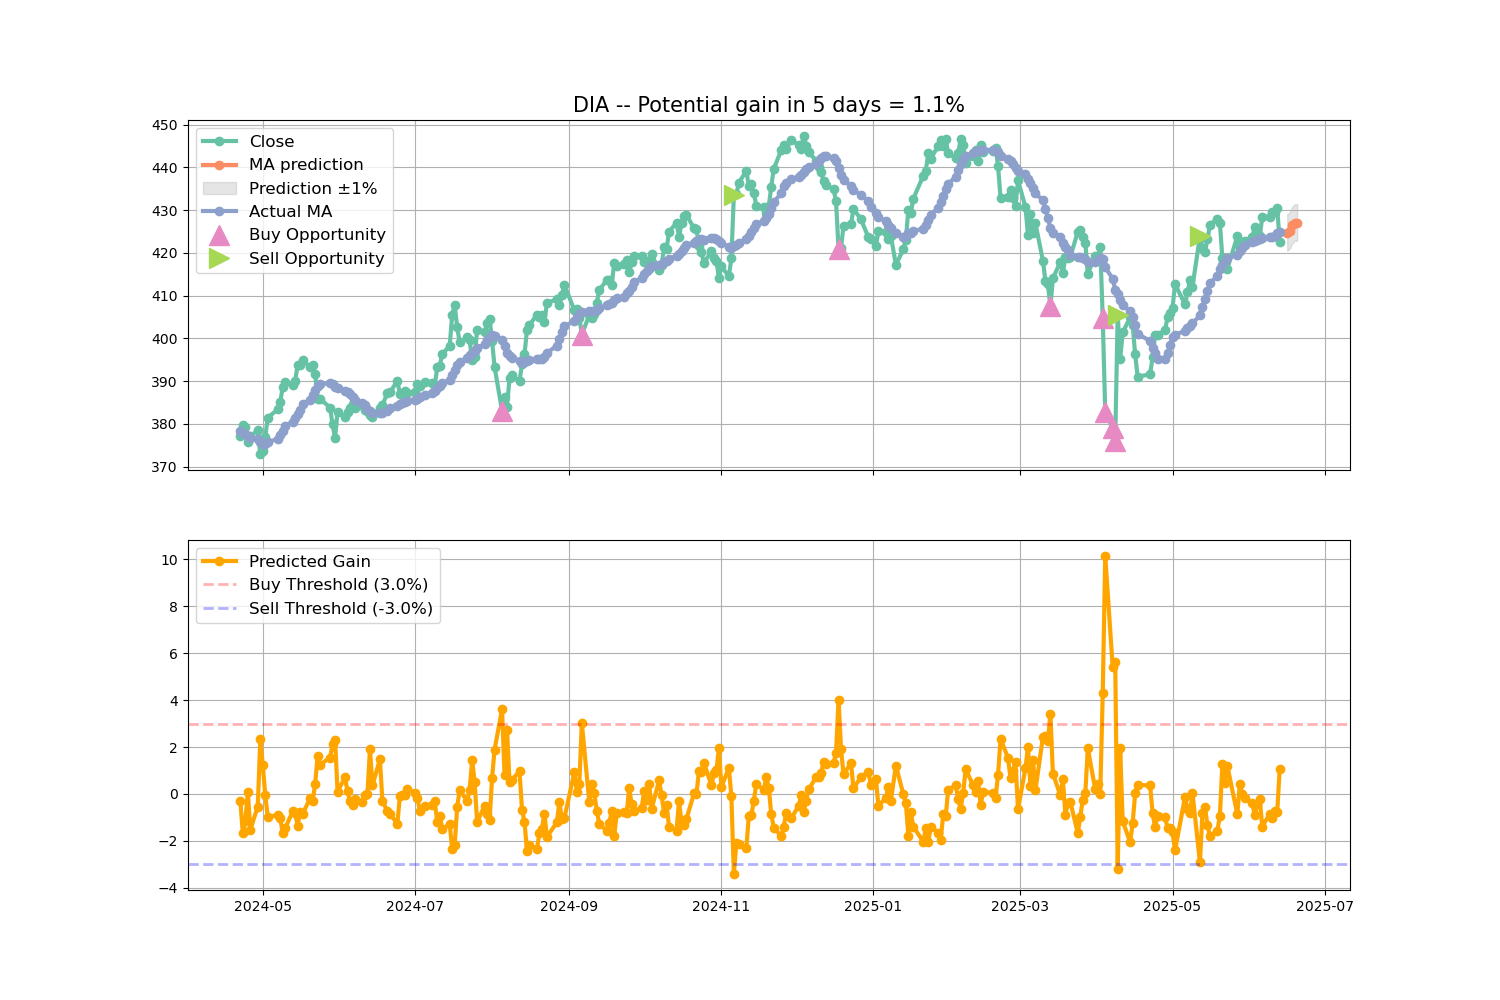 DIA -- Potential gain in 5 days = 1.1%
450
440
430
420
410
400
390
380
370
Close
MA prediction
Prediction ±1%
Actual MA
Buy Opportunity
Sell Opportunity
10
8
6
4
2
0
−2
−4
Predicted Gain
Buy Threshold (3.0%)
Sell Threshold (-3.0%)
2024-05
2024-07
2024-09
2024-11
2025-01
2025-03
2025-05
2025-07